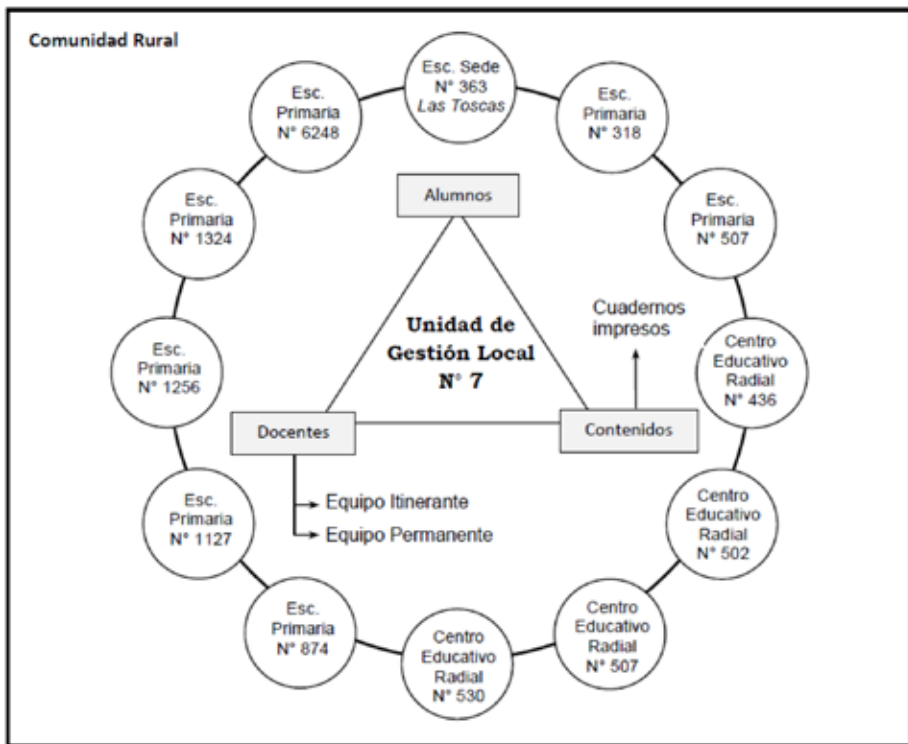 Comunidad Rural
Esc. Sede
N° 363
Las Toscas
Esc.
Primaria
N° 318
Esc.
Primaria
N° 507
Centro
Educativo
Radial
N° 436
Centro
Educativo
Radial
N° 502
Centro
Educativo
Radial
N° 507
Centro
Educativo
Radial
N° 530
Esc.
Primaria
N° 874
Esc.
Primaria
N° 1127
Esc.
Primaria
N° 1256
Esc.
Primaria
N° 1324
Esc.
Primaria
N° 6248
Alumnos
Unidad de
Gestión Local
N° 7
Cuadernos
impresos
Docentes
Contenidos
Equipo Itinerante
Equipo Permanente